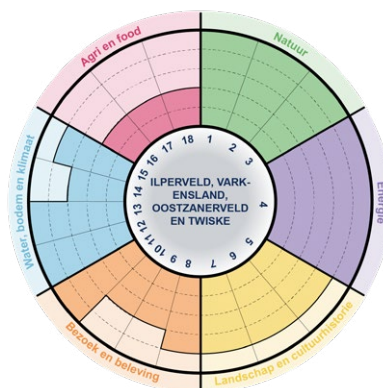 Agri en food
Natuur
Energie
Landschap en cultuurhistorie
Bezoek en beleving
Water, bodem en klimaat
1
2
3
4
5
6
7
8
9
10
11
12
13
14
15
16
17
18
ILPERVELD, VARK-
ENSLAND,
OOSTZANERVELD
EN TWISKE